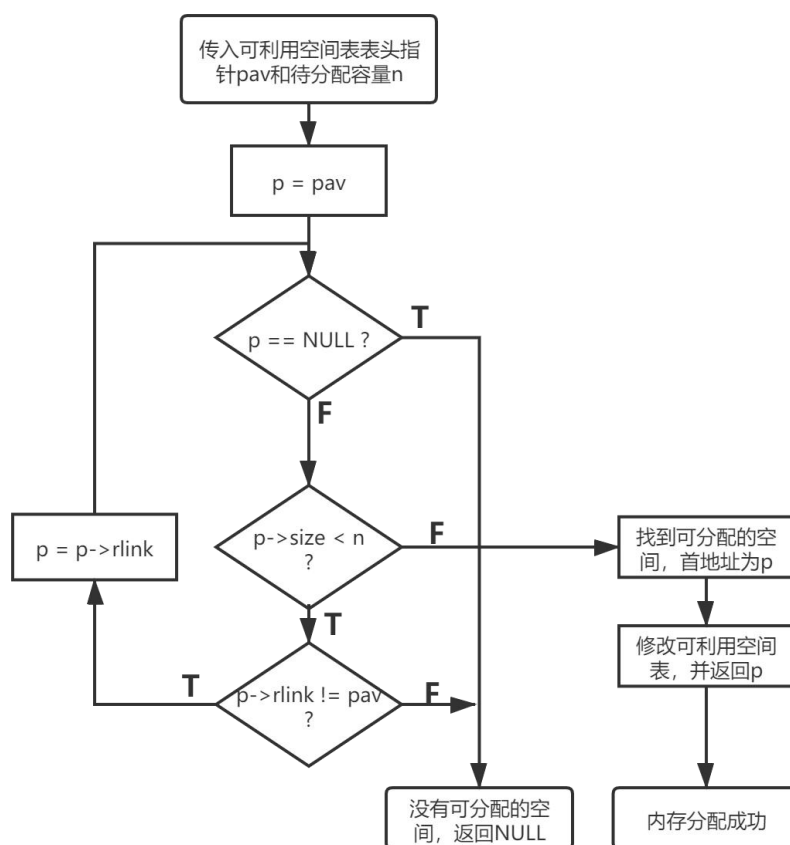 传入可利用空间表表头指
针pav和待分配容量n
p = pav
p == NULL ?
T
F
p->size < n
?
F
T
p = p->rlink
找到可分配的空
间，首地址为p
修改可利用空间
表，并返回p
p->rlink != pav
?
T
F
没有可分配的空
间，返回NULL
内存分配成功